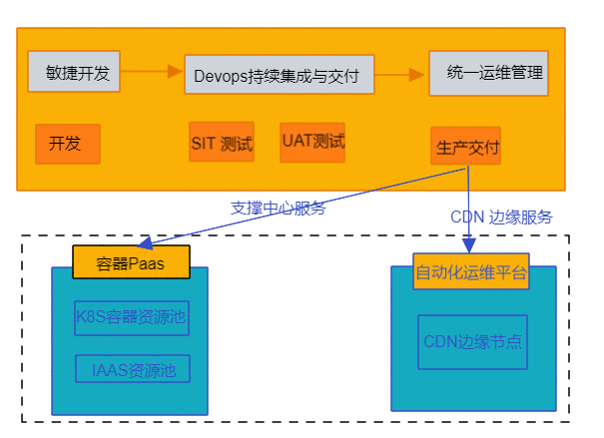 敏捷开发
Devops持续集成与交付
统一运维管理
开发
SIT 测试
UAT测试
生产交付
支撑中心服务
CDN 边缘服务
容器Paas
自动化运维平台
K8S容器资源池
CDN边缘节点
IAAS资源池